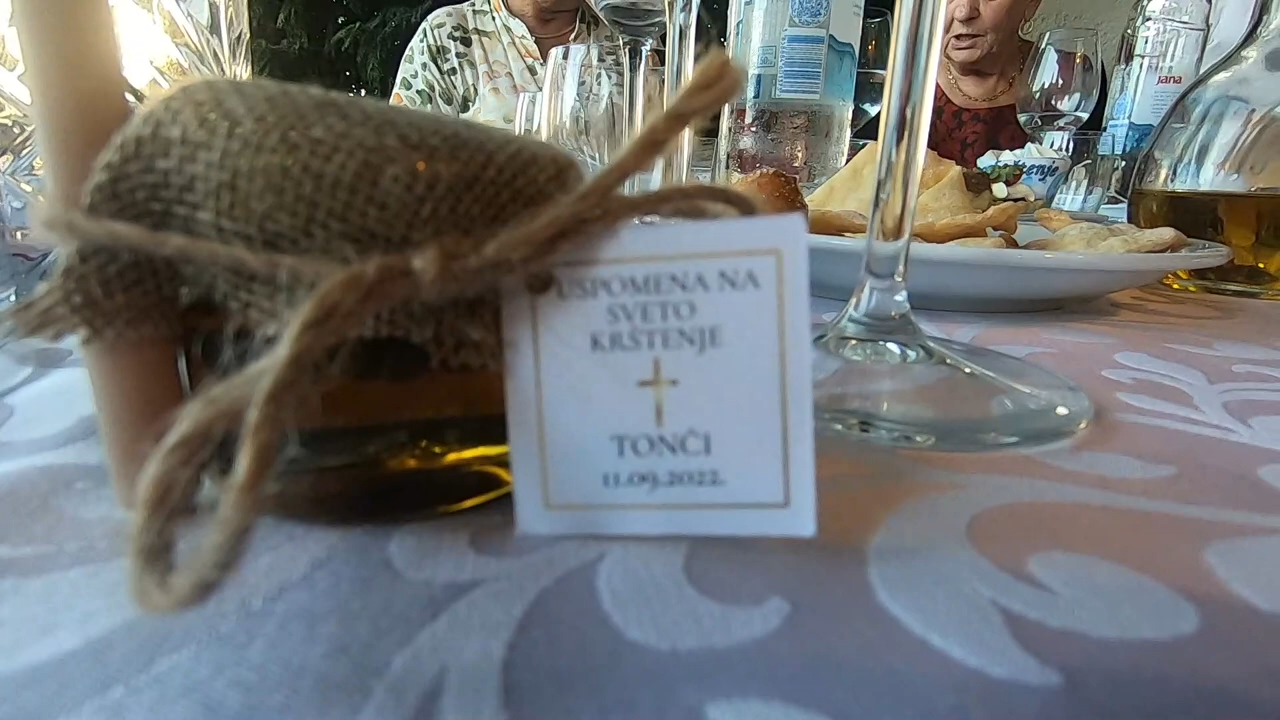 USPOMENA NA
SVETO
KRŠTENJE
TONČI
11.09.2022.
jana